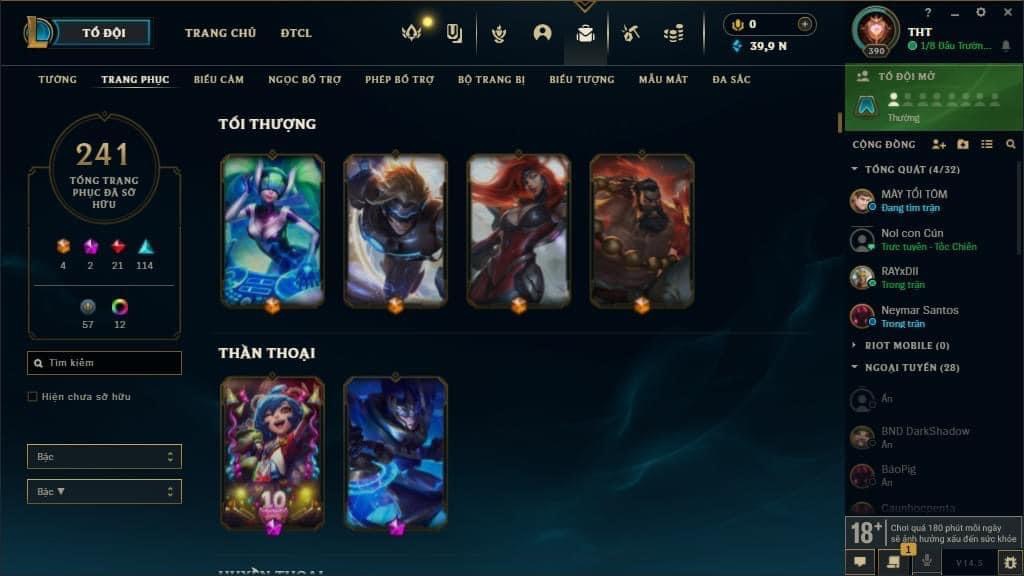 TỔ ĐỘI
TRANG CHỦ
ĐTCL
0
39,9 N
?
THT
1/8 Đấu Trườn...
390
TƯỚNG
TRANG PHỤC
BIỂU CẢM
NGỌC BỔ TRỢ
PHÉP BỔ TRỢ
BỘ TRANG BỊ
BIỂU TƯỢNG
MẪU MẮT
ĐA SẮC
TỔ ĐỘI MỞ
Thường
241
TỔNG TRANG
PHỤC ĐÃ SỞ
HỮU
4
2
21
114
57
12
Tìm kiếm
Hiện chưa sở hữu
Bậc
Bậc ▼
TỐI THƯỢNG
THẦN THOẠI
10
HUYỀN THOẠI
CỘNG ĐỒNG
TỔNG QUÁT (4/32)
MÀY TỒI TÔM
Đang tìm trận
Nơi con Cún
Trực tuyến - Tốc Chiến
RAYxDII
Trong trận
Neymar Santos
Trong trận
RIOT MOBILE (0)
NGOẠI TUYẾN (28)
Ẩn
BND DarkShadow
Ẩn
BáoPig
Ẩn
Caunhocpenta
18+
Chơi quá 180 phút mỗi ngày
sẽ ảnh hưởng xấu đến sức khỏe
1
V14.5